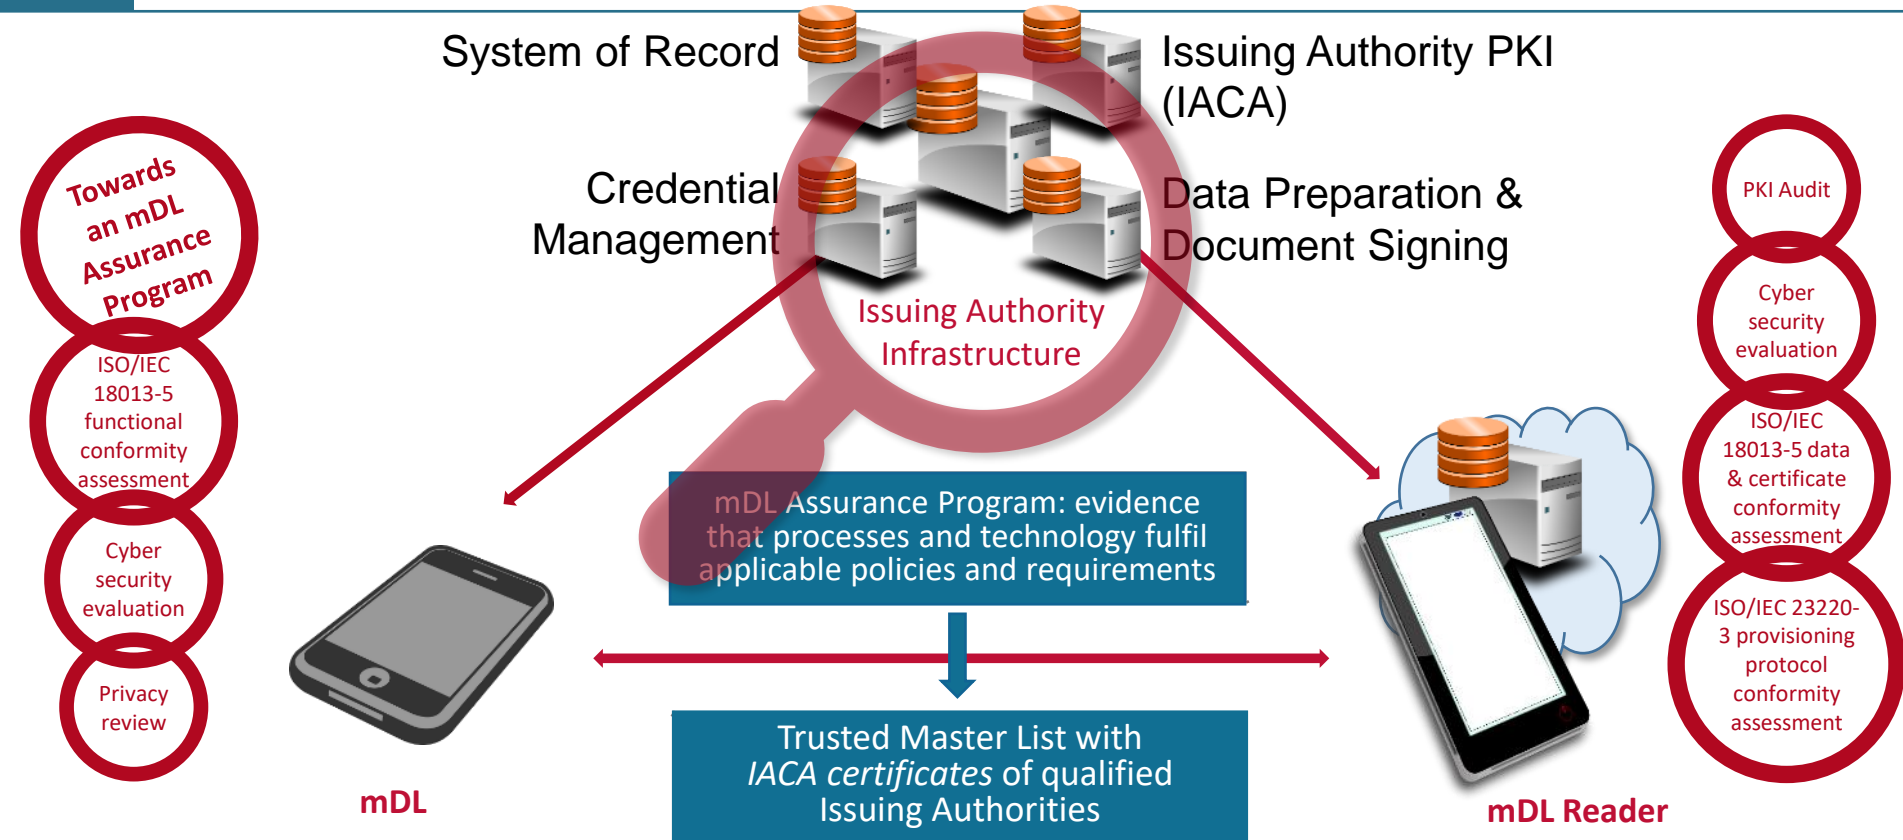 System of Record
Issuing Authority PKI
(IACA)
Credential
Management
Data Preparation &
Document Signing
Issuing Authority
Infrastructure
Towards
an mDL
Assurance
Program
ISO/IEC
18013-5
functional
conformity
assessment
Cyber
security
evaluation
Privacy
review
mDL Assurance Program: evidence
that processes and technology fulfil
applicable policies and requirements
Trusted Master List with
IACA certificates of qualified
Issuing Authorities
mDL
mDL Reader
PKI Audit
Cyber
security
evaluation
ISO/IEC
18013-5 data
& certificate
conformity
assessment
ISO/IEC 23220-
3 provisioning
protocol
conformity
assessment